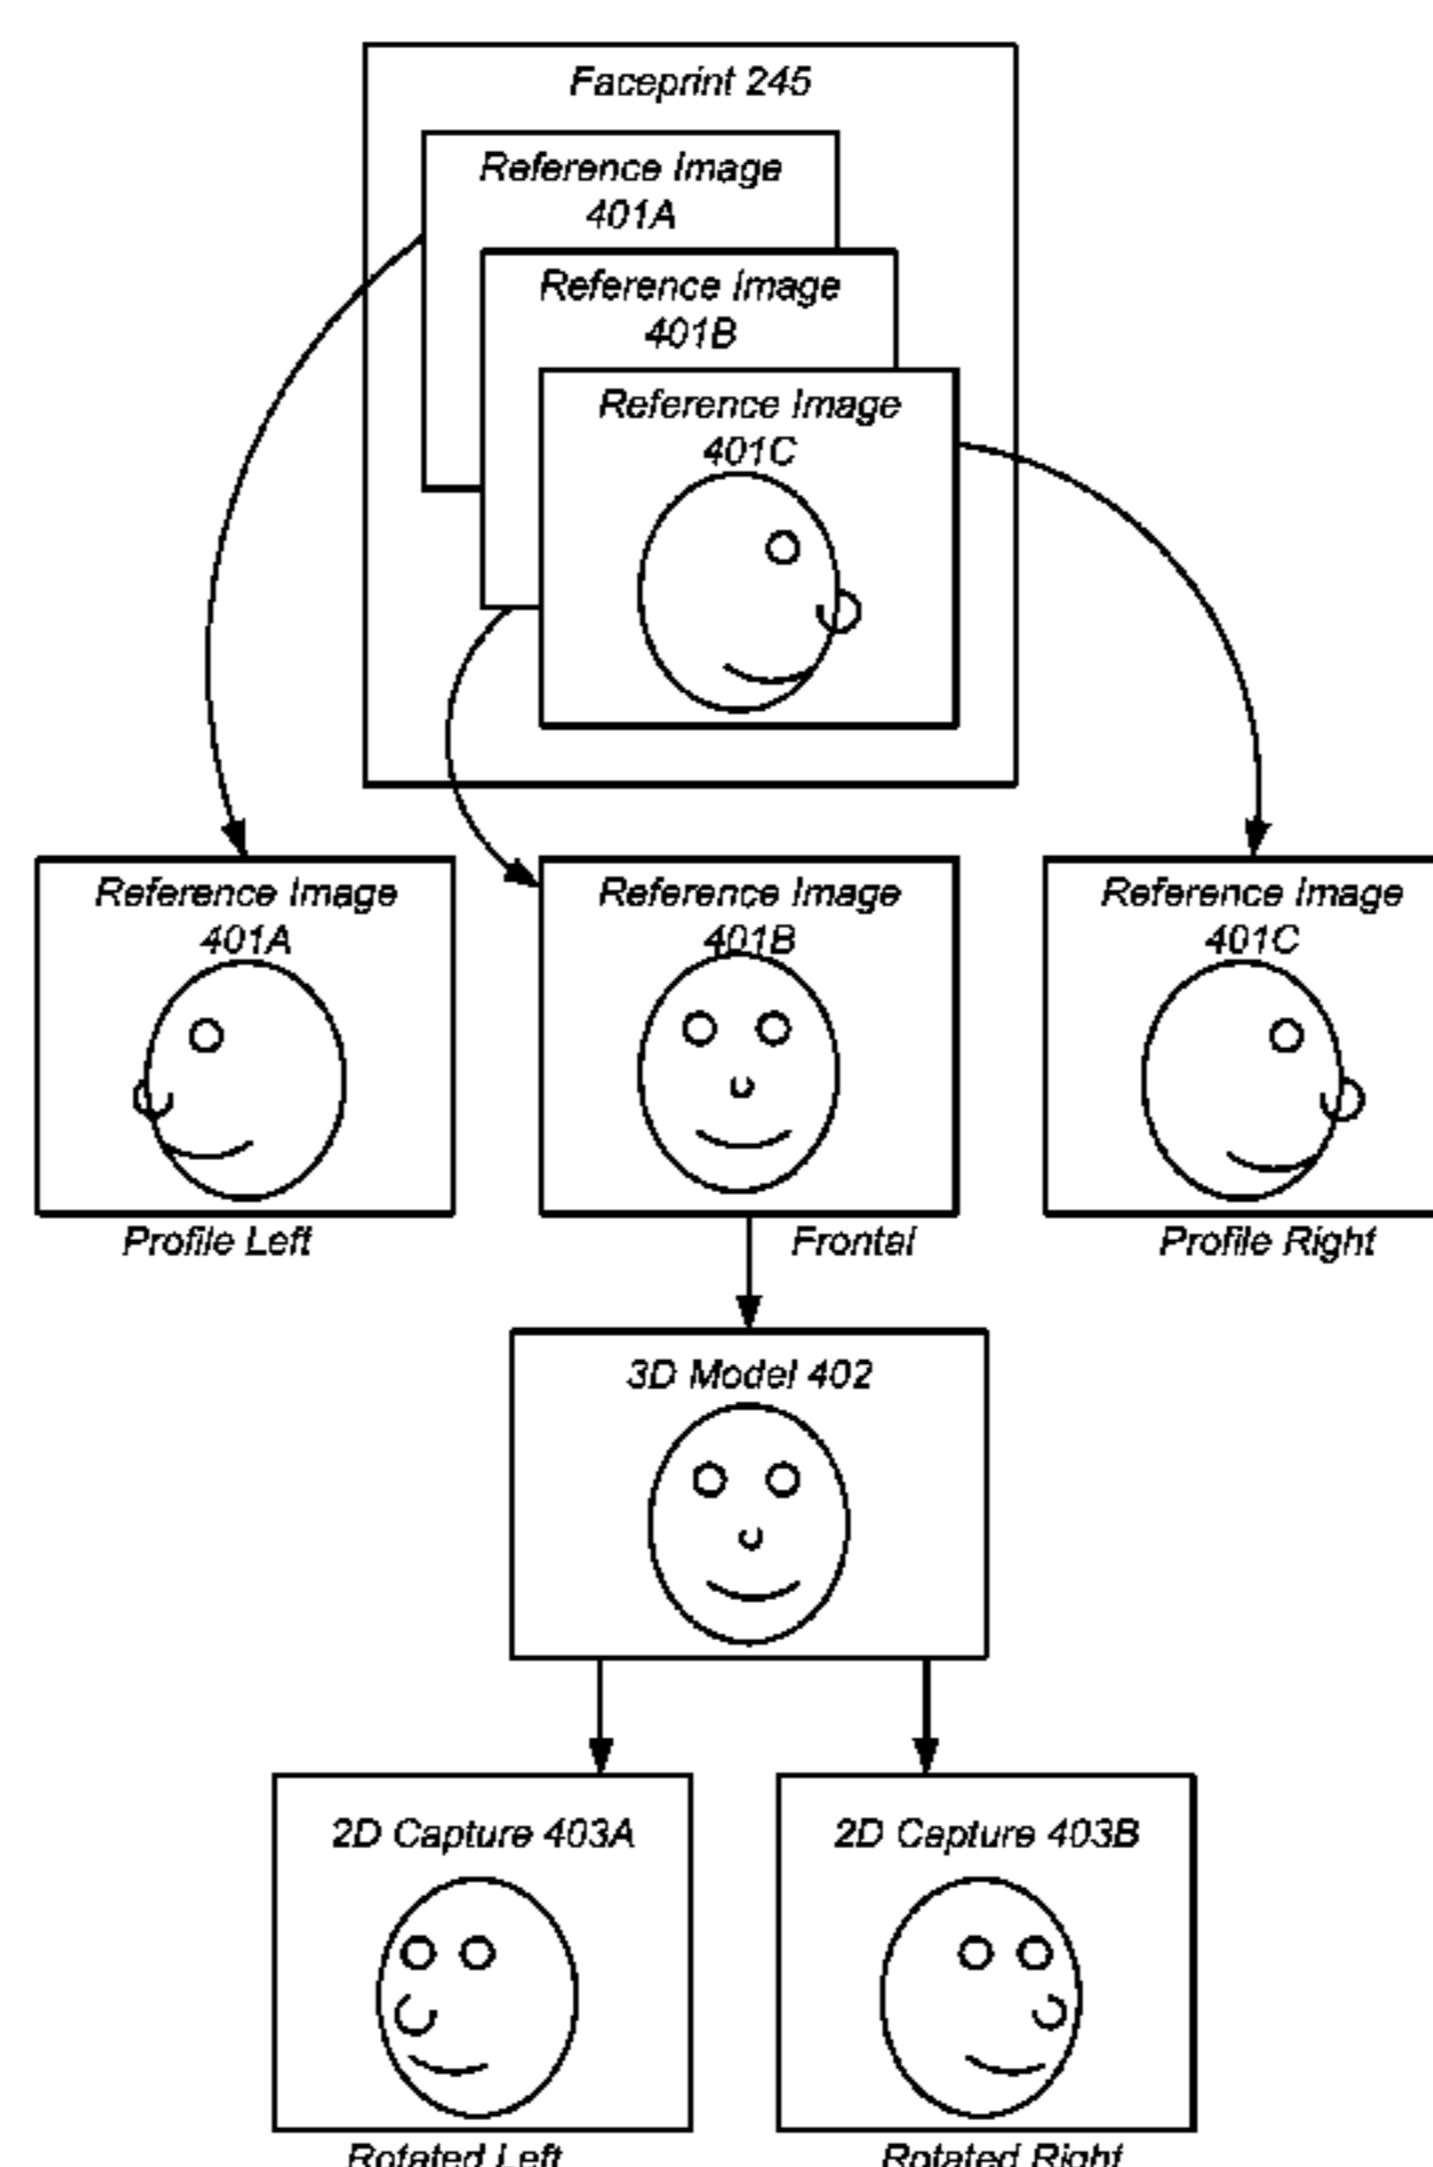 Faceprint 245
Reference Image
401A
Reference Image
401B
Reference Image
401C
Reference Image
401A
Reference Image
401B
Reference Image
401C
Profile Left
Frontal
Profile Right
3D Model 402
2D Capture 403A
2D Capture 403B
Rotated Left
Rotated Right